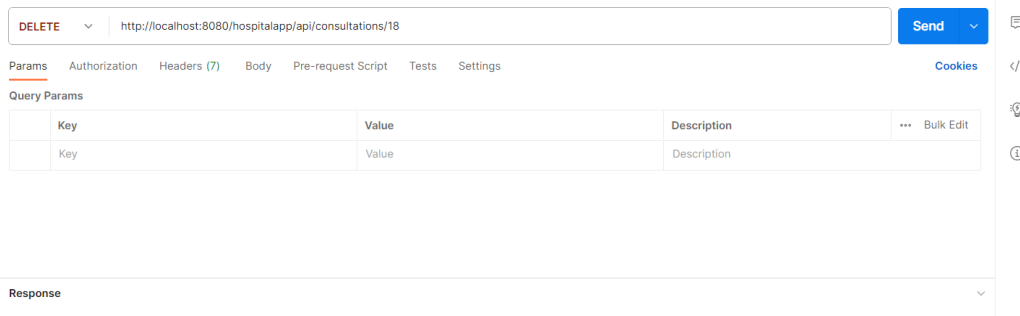 DELETE http://localhost:8080/hospitalapp/api/consultations/18 Send
Params Authorization Headers (7) Body Pre-request Script Tests Settings Cookies
Query Params
Key Value Description ••• Bulk Edit
Key Value Description
Response